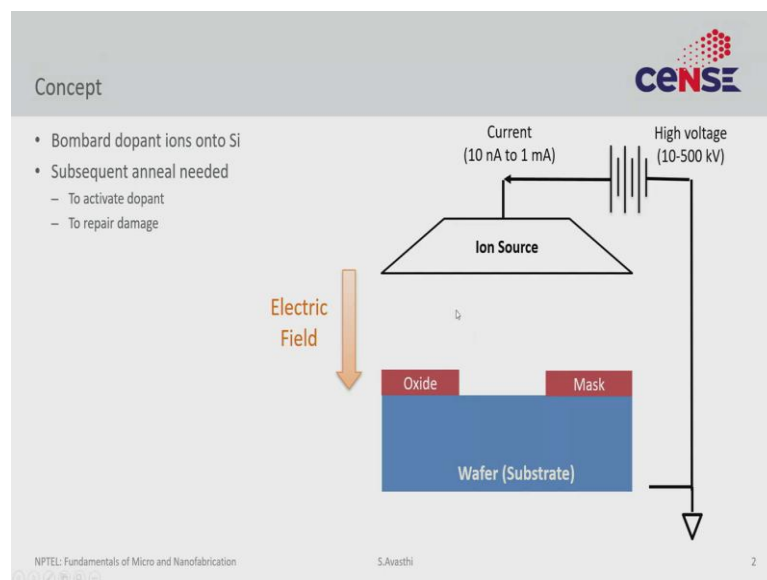 Concept
CeNSE
• Bombard dopant ions onto Si
• Subsequent anneal needed
– To activate dopant
– To repair damage
Current
(10 nA to 1 mA)
High voltage
(10-500 kV)
Ion Source
Electric
Field
Oxide
Mask
Wafer (Substrate)
NPTEL: Fundamentals of Micro and Nanofabrication
S.Avasthi
2